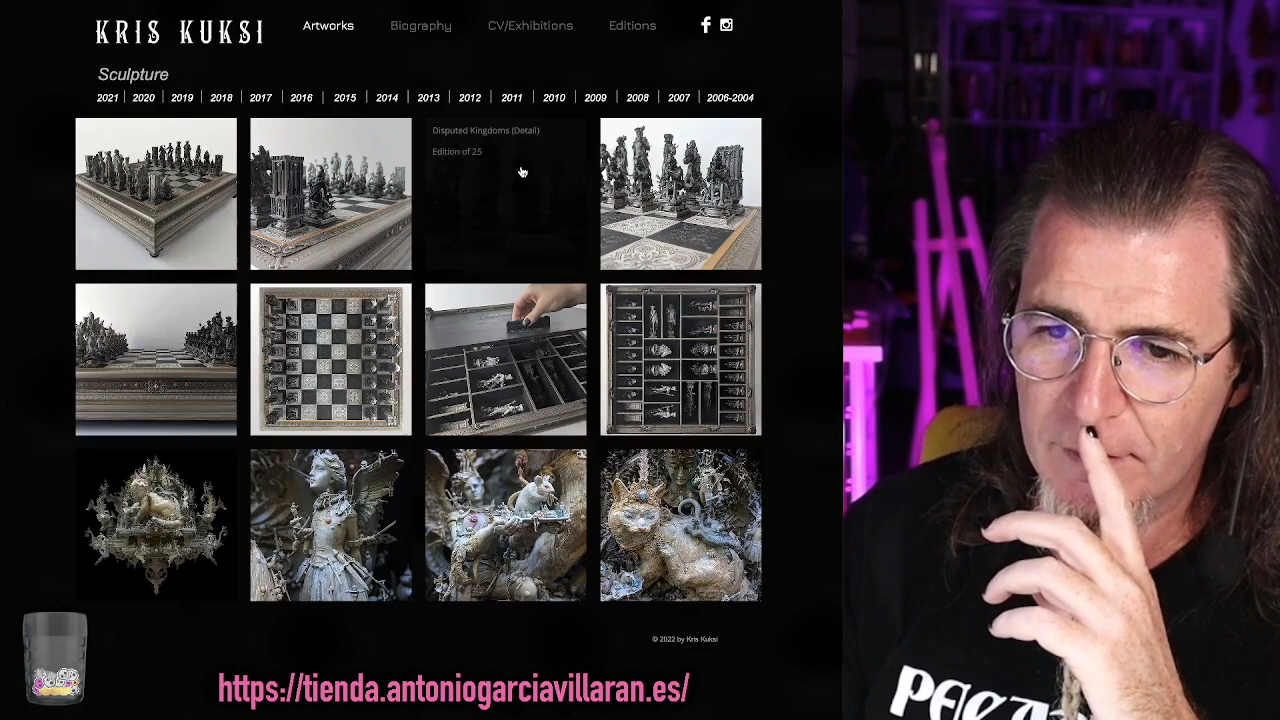 KRIS KUKSI
Artworks Biography CV/Exhibitions Editions
Sculpture
2021 | 2020 | 2019 | 2018 | 2017 | 2016 | 2015 | 2014 | 2013 | 2012 | 2011 | 2010 | 2009 | 2008 | 2007 | 2006-2004
Disputed Kingdoms (Detail)
Edition of 25
© 2022 by Kris Kuksi
https://tienda.antoniogarciavillaran.es/